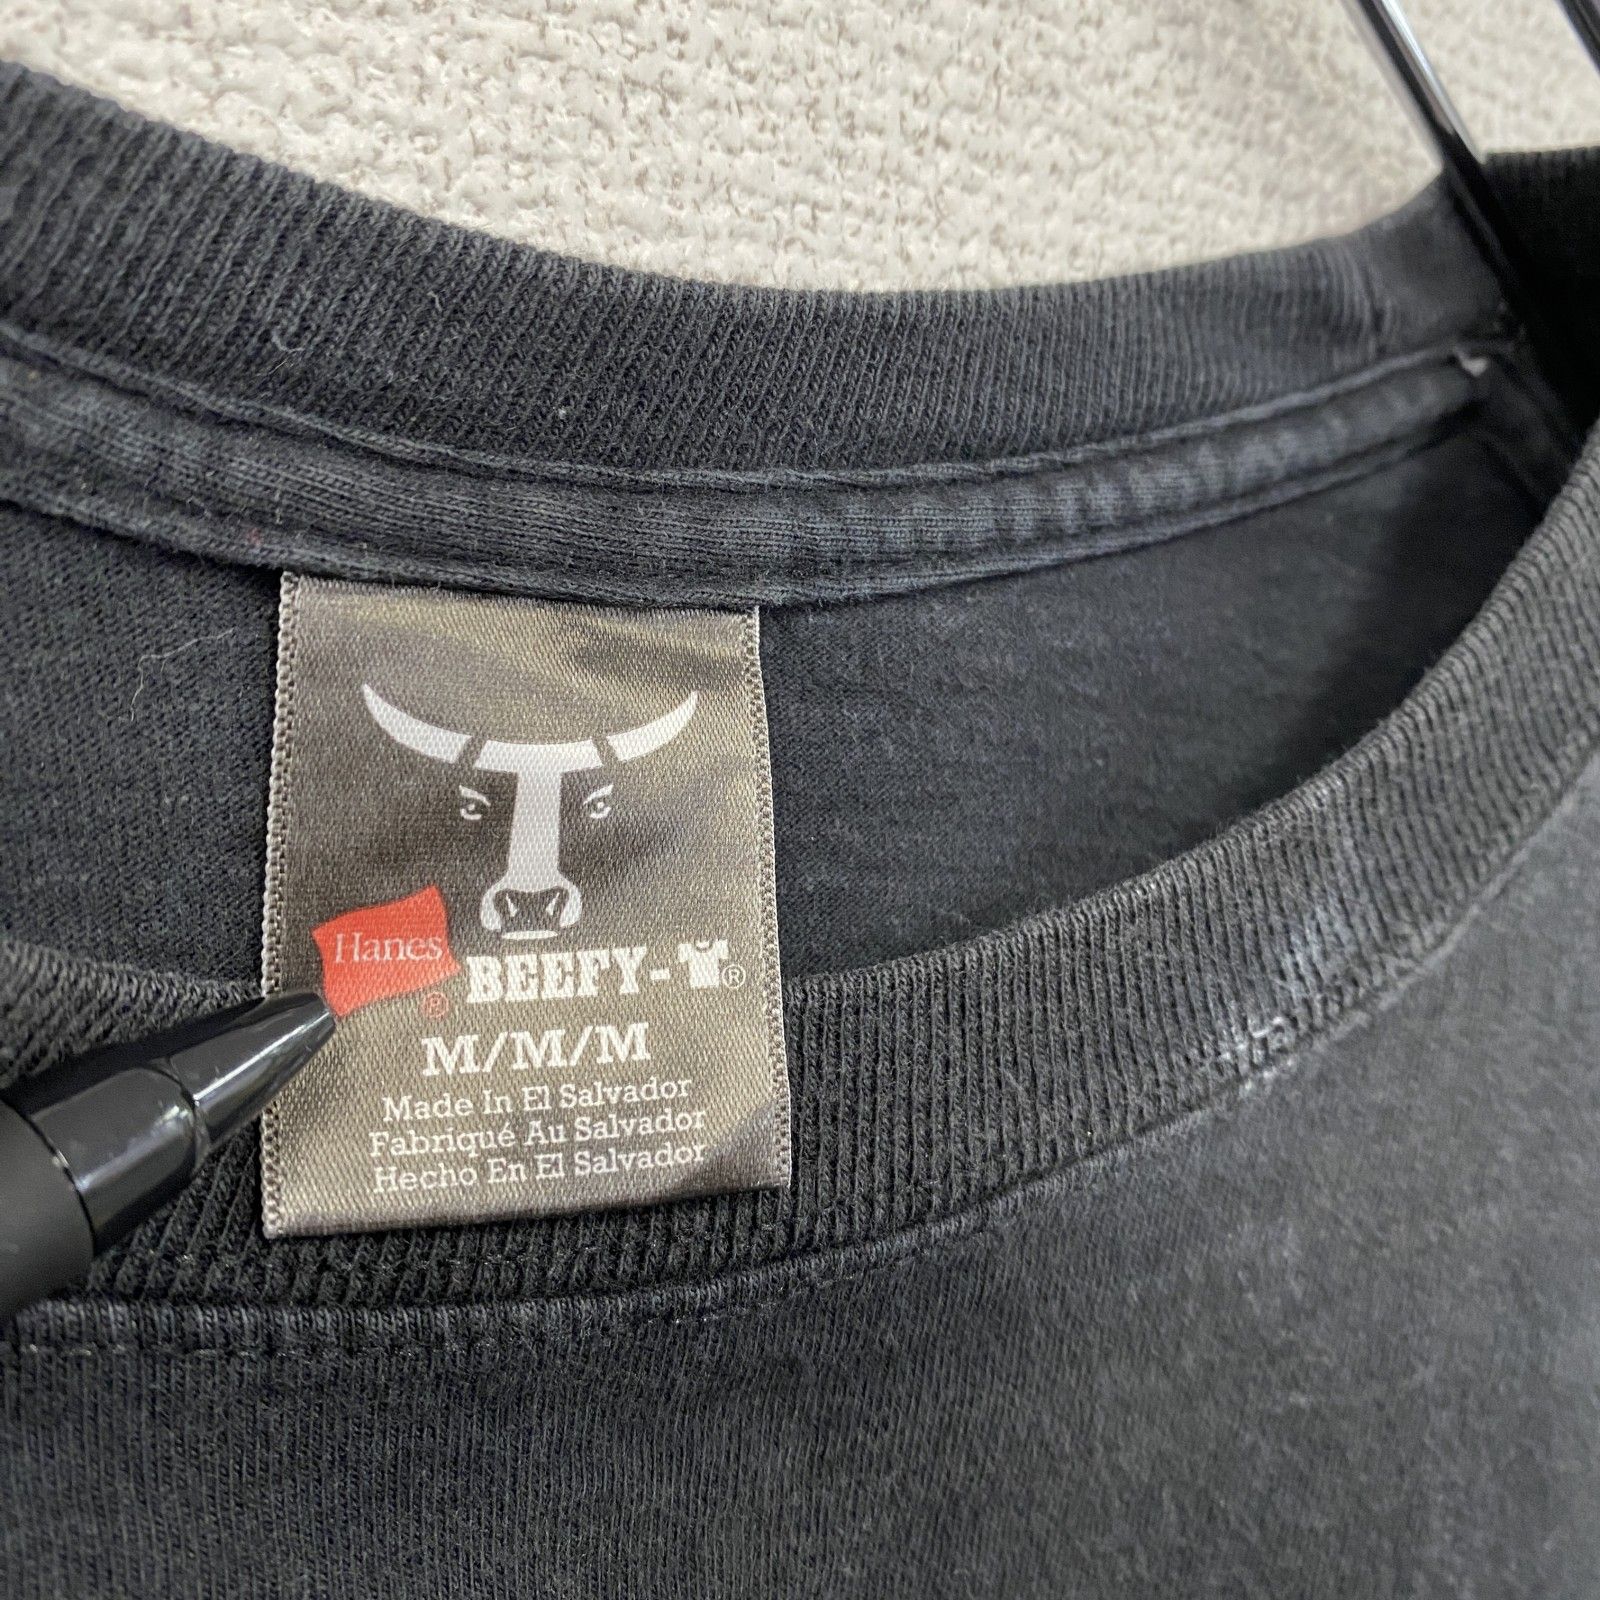 Hanes
®
BEEFY-T®
M/M/M
Made In El Salvador
Fabriqué Au Salvador
Hecho En El Salvador